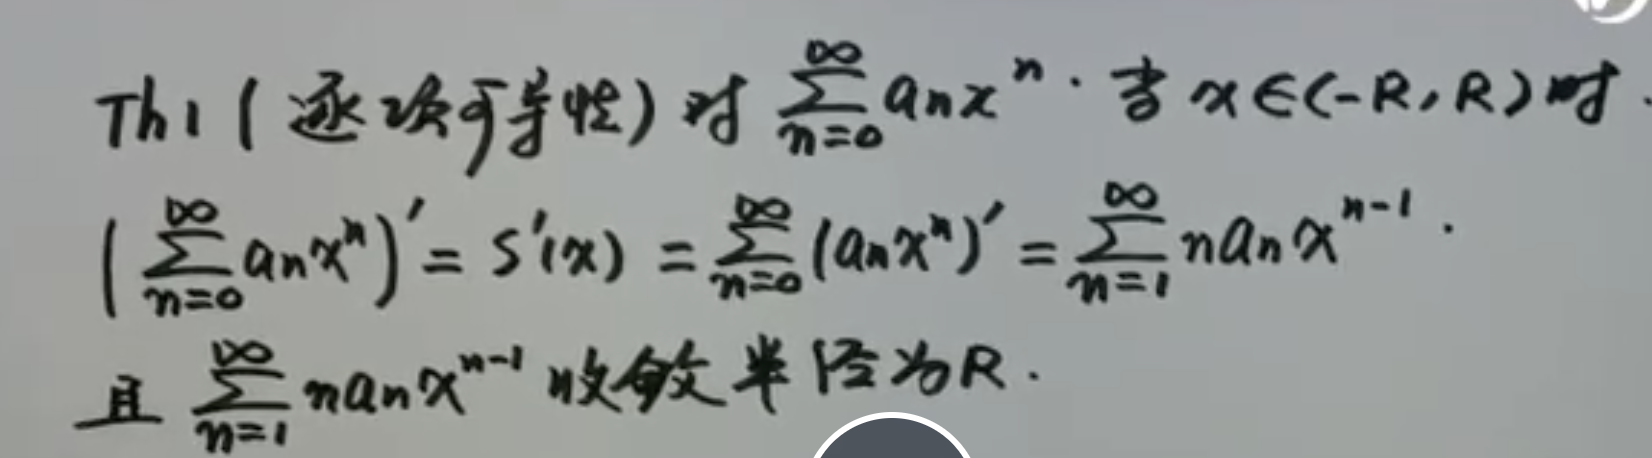 Th1 (逐项可导性) 对 $\sum_{n=0}^{\infty} a_n x^n$. 当 $x \in (-R, R)$ 时.
$\left(\sum_{n=0}^{\infty} a_n x^n\right)' = S'(x) = \sum_{n=0}^{\infty} (a_n x^n)' = \sum_{n=1}^{\infty} n a_n x^{n-1}$.
且 $\sum_{n=1}^{\infty} n a_n x^{n-1}$ 收敛半径为R.